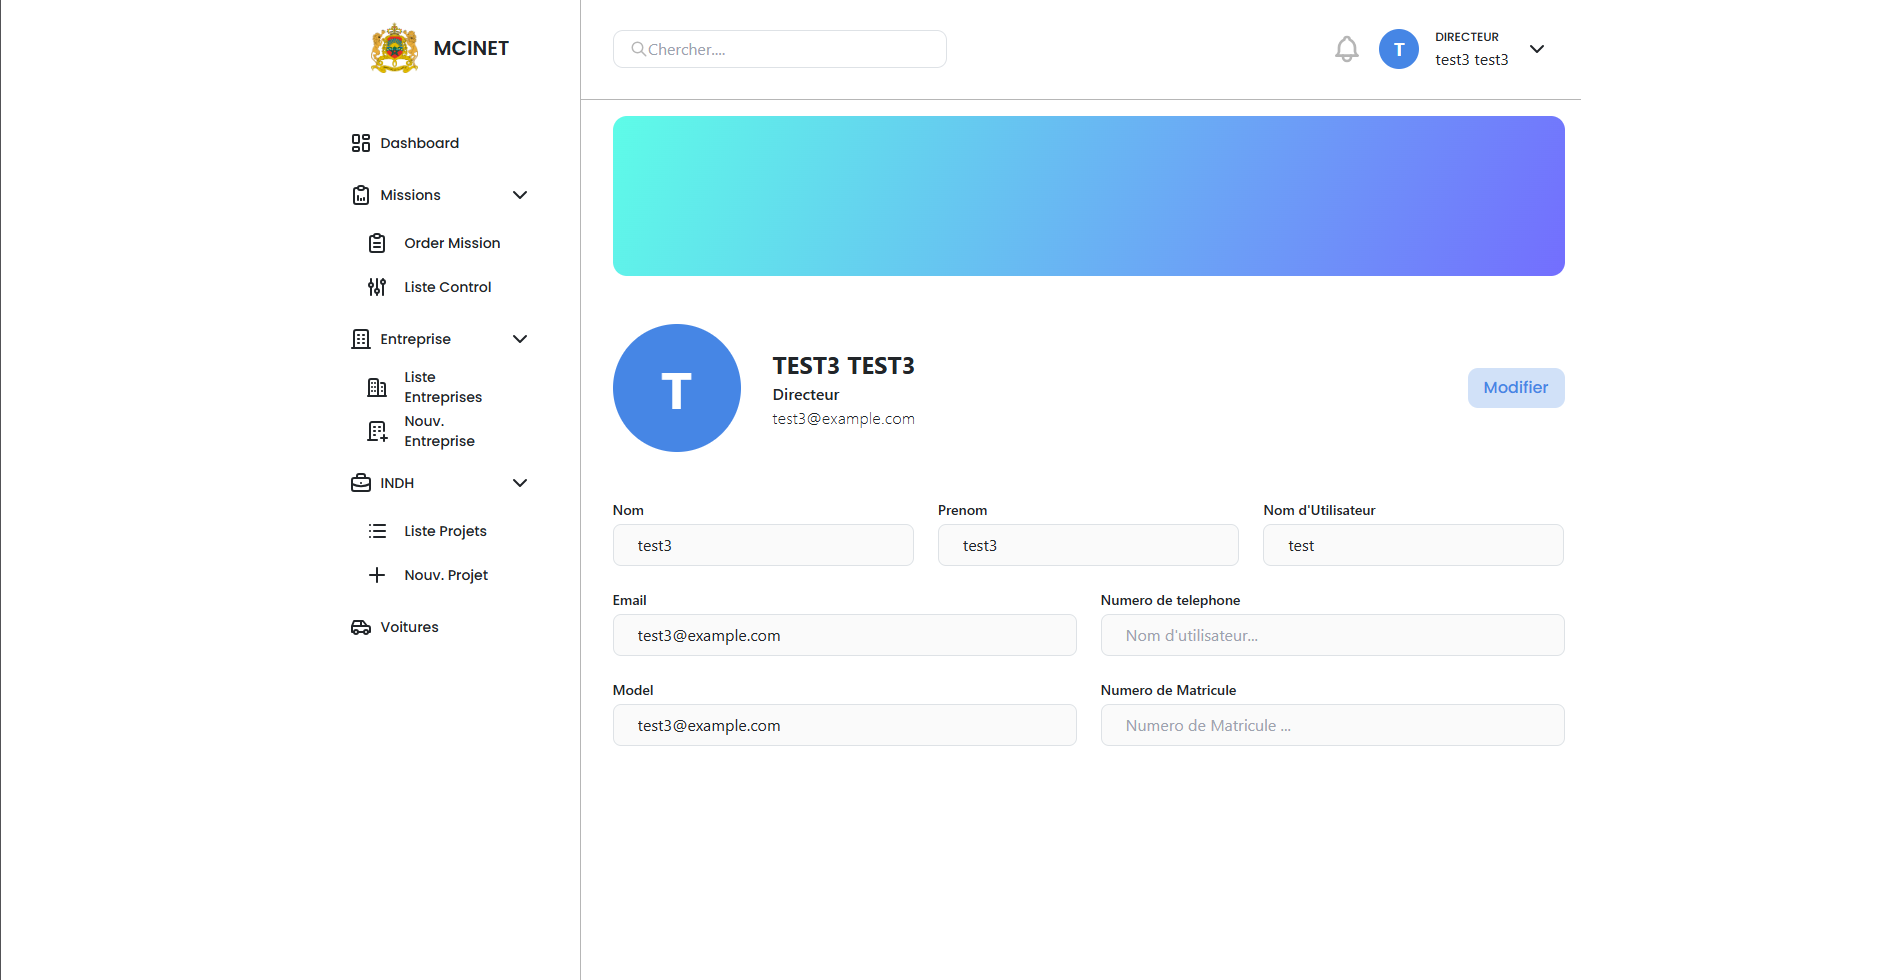 MCINET
Chercher....
T
DIRECTEUR
test3 test3
Dashboard
Missions
Order Mission
Liste Control
Entreprise
Liste
Entreprises
Nouv.
Entreprise
INDH
Liste Projets
Nouv. Projet
Voitures
T
TEST3 TEST3
Directeur
test3@example.com
Modifier
Nom
Prenom
Nom d'Utilisateur
test3
test3
test
Email
Numero de telephone
test3@example.com
Nom d'utilisateur...
Model
Numero de Matricule
test3@example.com
Numero de Matricule ...